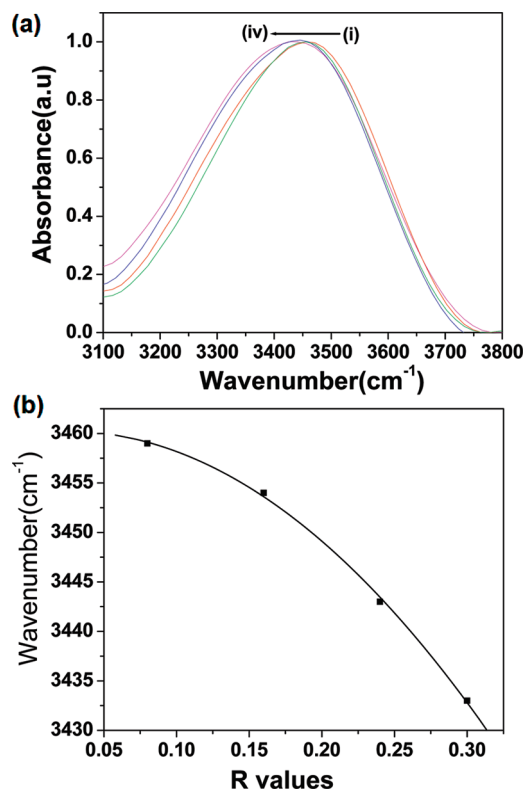 (a)
(iv)
(i)
1.0
0.8
0.6
0.4
0.2
0.0
Absorbance(a.u)
3100 3200 3300 3400 3500 3600 3700 3800
Wavenumber(cm⁻¹)
(b)
3460
3455
3450
3445
3440
3435
3430
Wavenumber(cm⁻¹)
0.05 0.10 0.15 0.20 0.25 0.30
R values